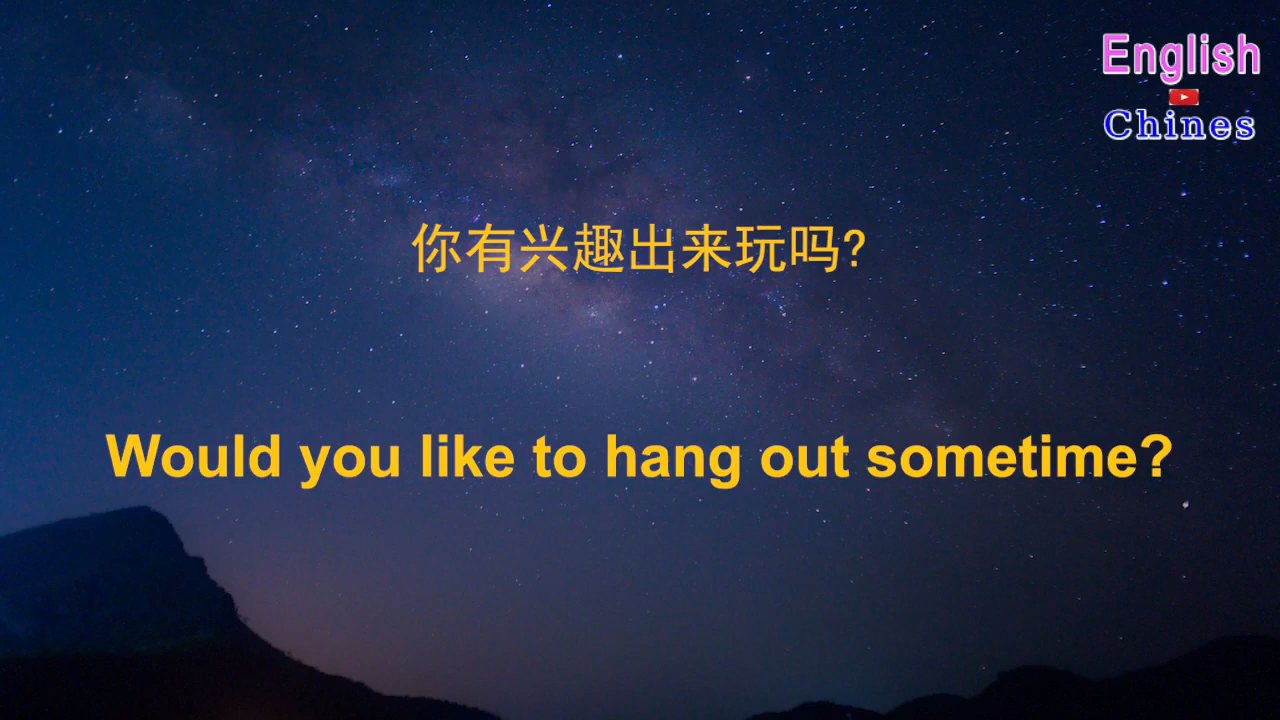 English
Chines
你有兴趣出来玩吗?
Would you like to hang out sometime?